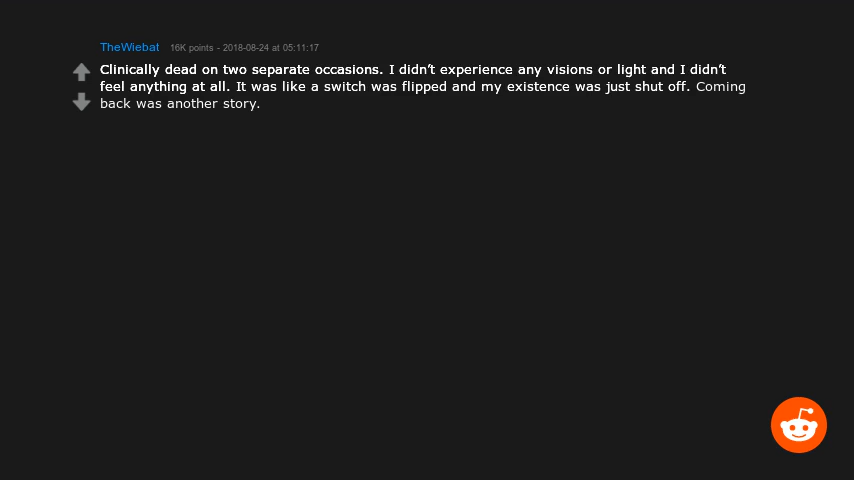 TheWiebat 16K points - 2018-08-24 at 05:11:17
Clinically dead on two separate occasions. I didn’t experience any visions or light and I didn’t
feel anything at all. It was like a switch was flipped and my existence was just shut off. Coming
back was another story.